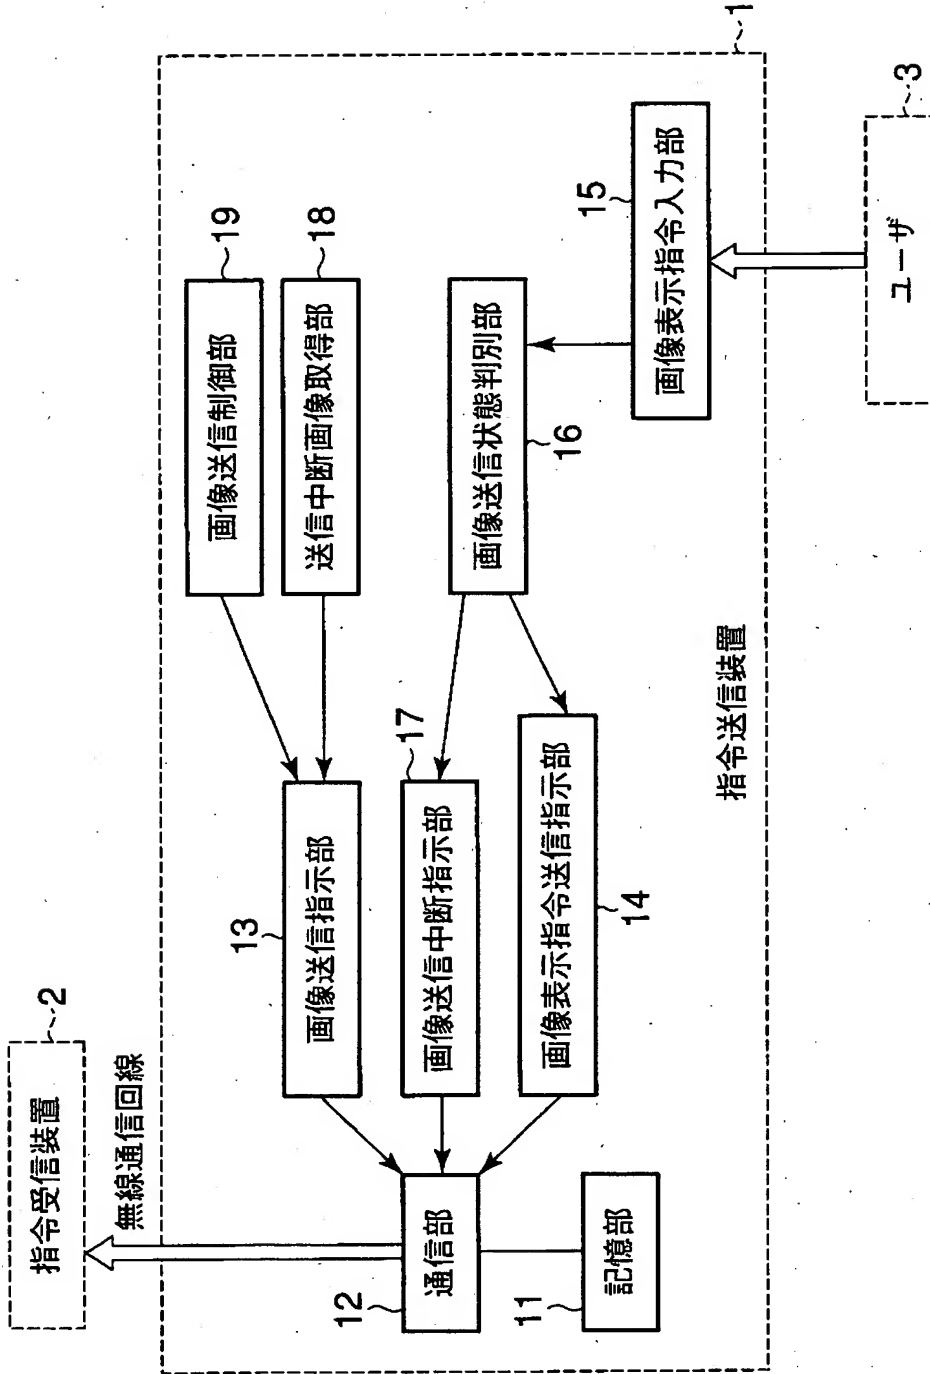 指令受信装置
2
無線通信回線
1
通信部
12
記憶部
11
画像送信指示部
13
画像送信中断指示部
17
画像表示指令送信指示部
14
画像送信制御部
19
送信中断画像取得部
18
画像送信状態判別部
16
画像表示指令入力部
15
指令送信装置
ユーザ
3